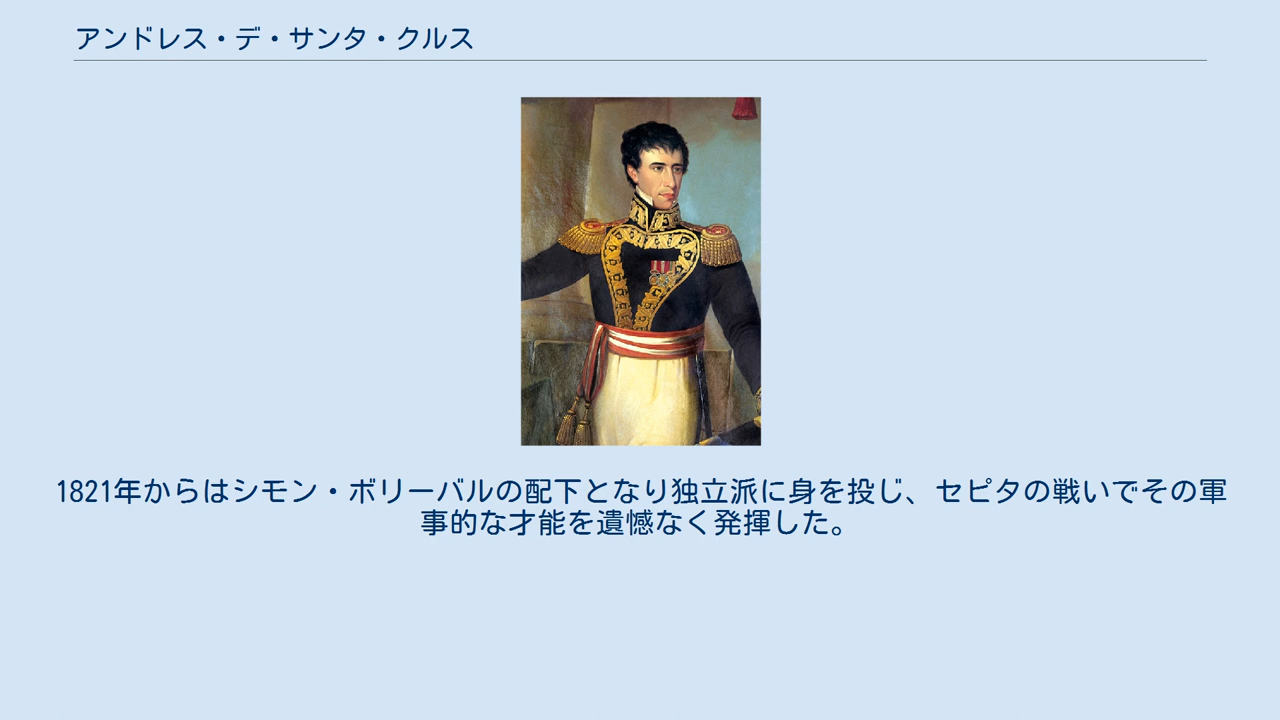 アンドレス・デ・サンタ・クルス
1821年からはシモン・ボリーバルの配下となり独立派に身を投じ、セピタの戦いでその軍
事的な才能を遺憾なく発揮した。